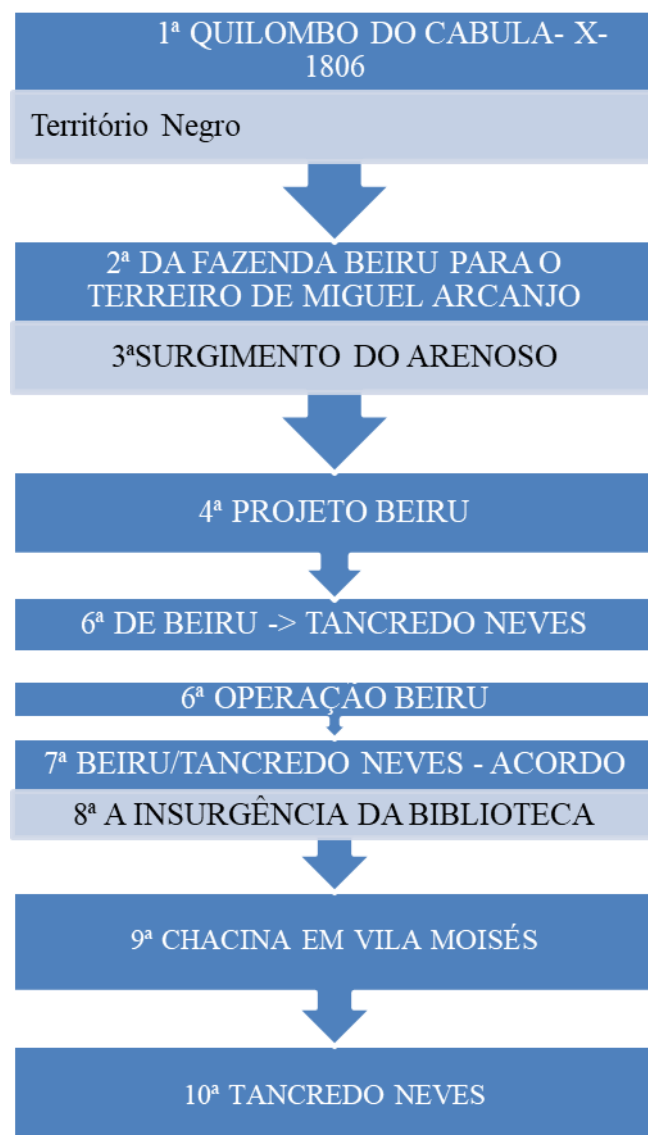 1ª QUILOMBO DO CABULA- X-
1806
Território Negro
2ª DA FAZENDA BEIRU PARA O
TERREIRO DE MIGUEL ARCANJO
3ªSURGIMENTO DO ARENOSO
4ª PROJETO BEIRU
6ª DE BEIRU -> TANCREDO NEVES
6ª OPERAÇÃO BEIRU
7ª BEIRU/TANCREDO NEVES - ACORDO
8ª A INSURGÊNCIA DA BIBLIOTECA
9ª CHACINA EM VILA MOISÉS
10ª TANCREDO NEVES